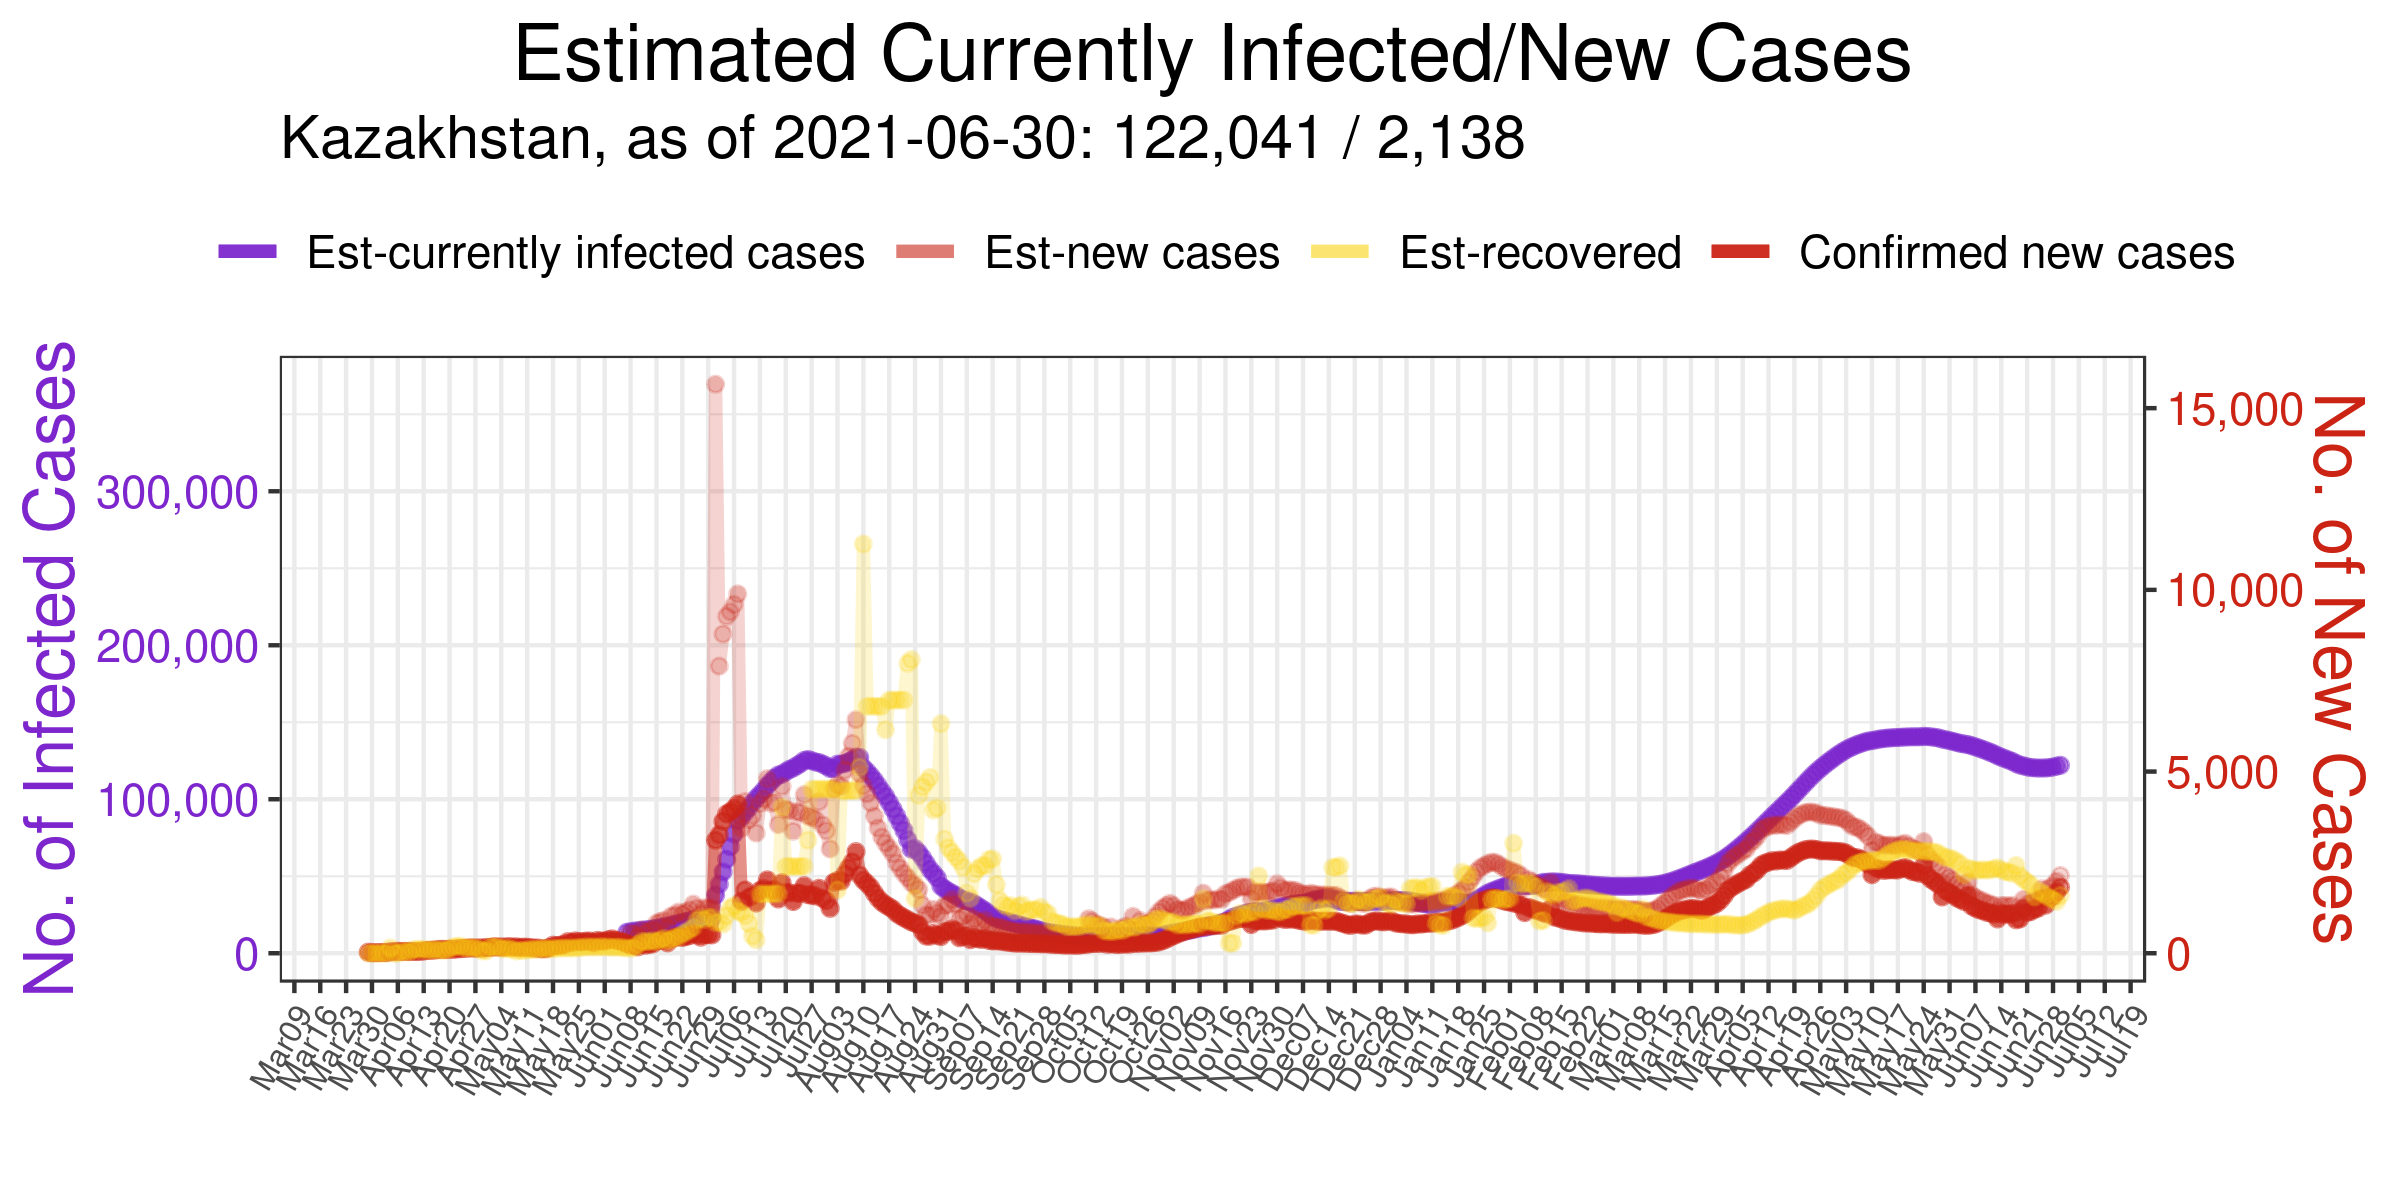 Estimated Currently Infected/New Cases
Kazakhstan, as of 2021-06-30: 122,041 / 2,138
Est-currently infected cases
Est-new cases
Est-recovered
Confirmed new cases
No. of Infected Cases
300,000
200,000
100,000
0
15,000
10,000
5,000
0
No. of New Cases
Mar09
Mar16
Mar23
Mar30
Apr06
Apr13
Apr20
Apr27
May04
May11
May18
May25
Jun01
Jun08
Jun15
Jun22
Jun29
Jul06
Jul13
Jul20
Jul27
Aug03
Aug10
Aug17
Aug24
Aug31
Sep07
Sep14
Sep21
Sep28
Oct05
Oct12
Oct19
Oct26
Nov02
Nov09
Nov16
Nov23
Nov30
Dec07
Dec14
Dec21
Dec28
Jan04
Jan11
Jan18
Jan25
Feb01
Feb08
Feb15
Feb22
Mar01
Mar08
Mar15
Mar22
Mar29
Apr05
Apr12
Apr19
Apr26
May03
May10
May17
May24
May31
Jun07
Jun14
Jun21
Jun28
Jul05
Jul12
Jul19